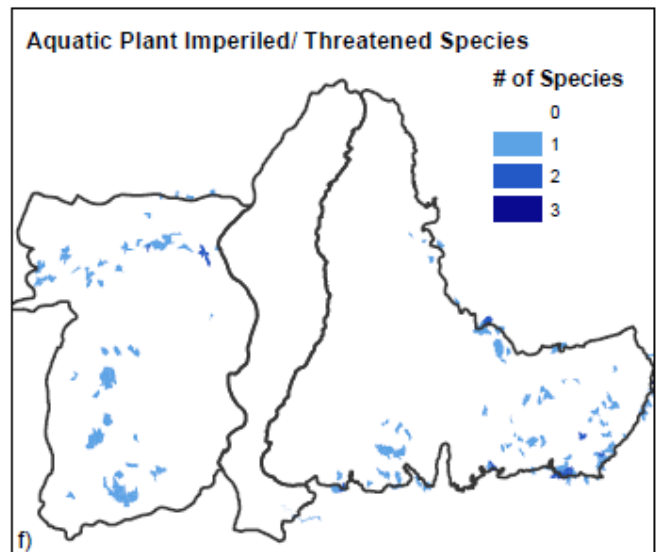 Aquatic Plant Imperiled/ Threatened Species
# of Species
0
1
2
3
f)